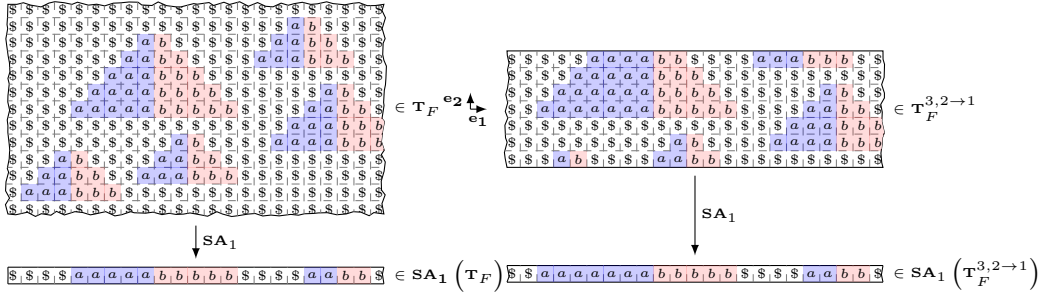 $ $ $ $ $ $ $ $ $ $ $ $ $ $ $ $ $ $ $ $ $ $ $
$ $ $ $ $ $ $ $ $ $ $ $ $ $ $ $ $ a b $ $ $ $
$ $ $ $ $ $ $ $ a b $ $ $ $ $ $ a a b b $ $ $
$ $ $ $ $ $ $ a a b b $ $ $ $ a a a b b b $ $
$ $ $ $ $ $ a a a b b b $ $ $ $ $ $ $ $ $ $ $
$ $ $ $ $ a a a a b b b b $ $ $ $ $ $ a b $ $
$ $ $ $ a a a a a b b b b b $ $ $ $ a a b b $
$ $ $ $ $ $ $ $ $ $ $ $ $ $ $ $ $ a a a b b b
$ $ $ $ $ $ $ $ $ $ a b $ $ $ $ a a a a b b b
$ $ $ a b $ $ $ $ a a b b $ $ $ $ $ $ $ $ $ $
$ $ a a b b $ $ a a a b b b $ $ $ $ $ $ $ $ $
$ a a a b b b $ $ $ $ $ $ $ $ $ $ $ $ $ $ $ $
$ $ $ $ $ $ $ $ $ $ $ $ $ $ $ $ $ $ $ $ $ $ $
∈ T_F
SA₁
$ $ $ $ a a a a a b b b b b $ $ $ $ a a b b $
∈ SA₁ (T_F)
e₂
e₁
$ $ $ $ $ a a a a b b $ $ $ $ a a a b b b $ $
$ $ $ $ a a a a a b b b $ $ $ $ $ $ $ $ $ $ $
$ $ $ a a a a a a b b b b $ $ $ $ $ $ a b $ $
$ $ a a a a a a a b b b b b $ $ $ $ a a b b $
$ $ $ $ $ $ $ $ $ $ $ $ $ $ $ $ $ a a a b b b
$ $ $ $ $ $ $ $ $ $ a b $ $ $ $ a a a a b b b
$ $ $ a b $ $ $ $ a a b b $ $ $ $ $ $ $ $ $ $
∈ T_F^{3,2→1}
SA₁
$ $ a a a a a a a b b b b b $ $ $ $ a a b b $
∈ SA₁ (T_F^{3,2→1})